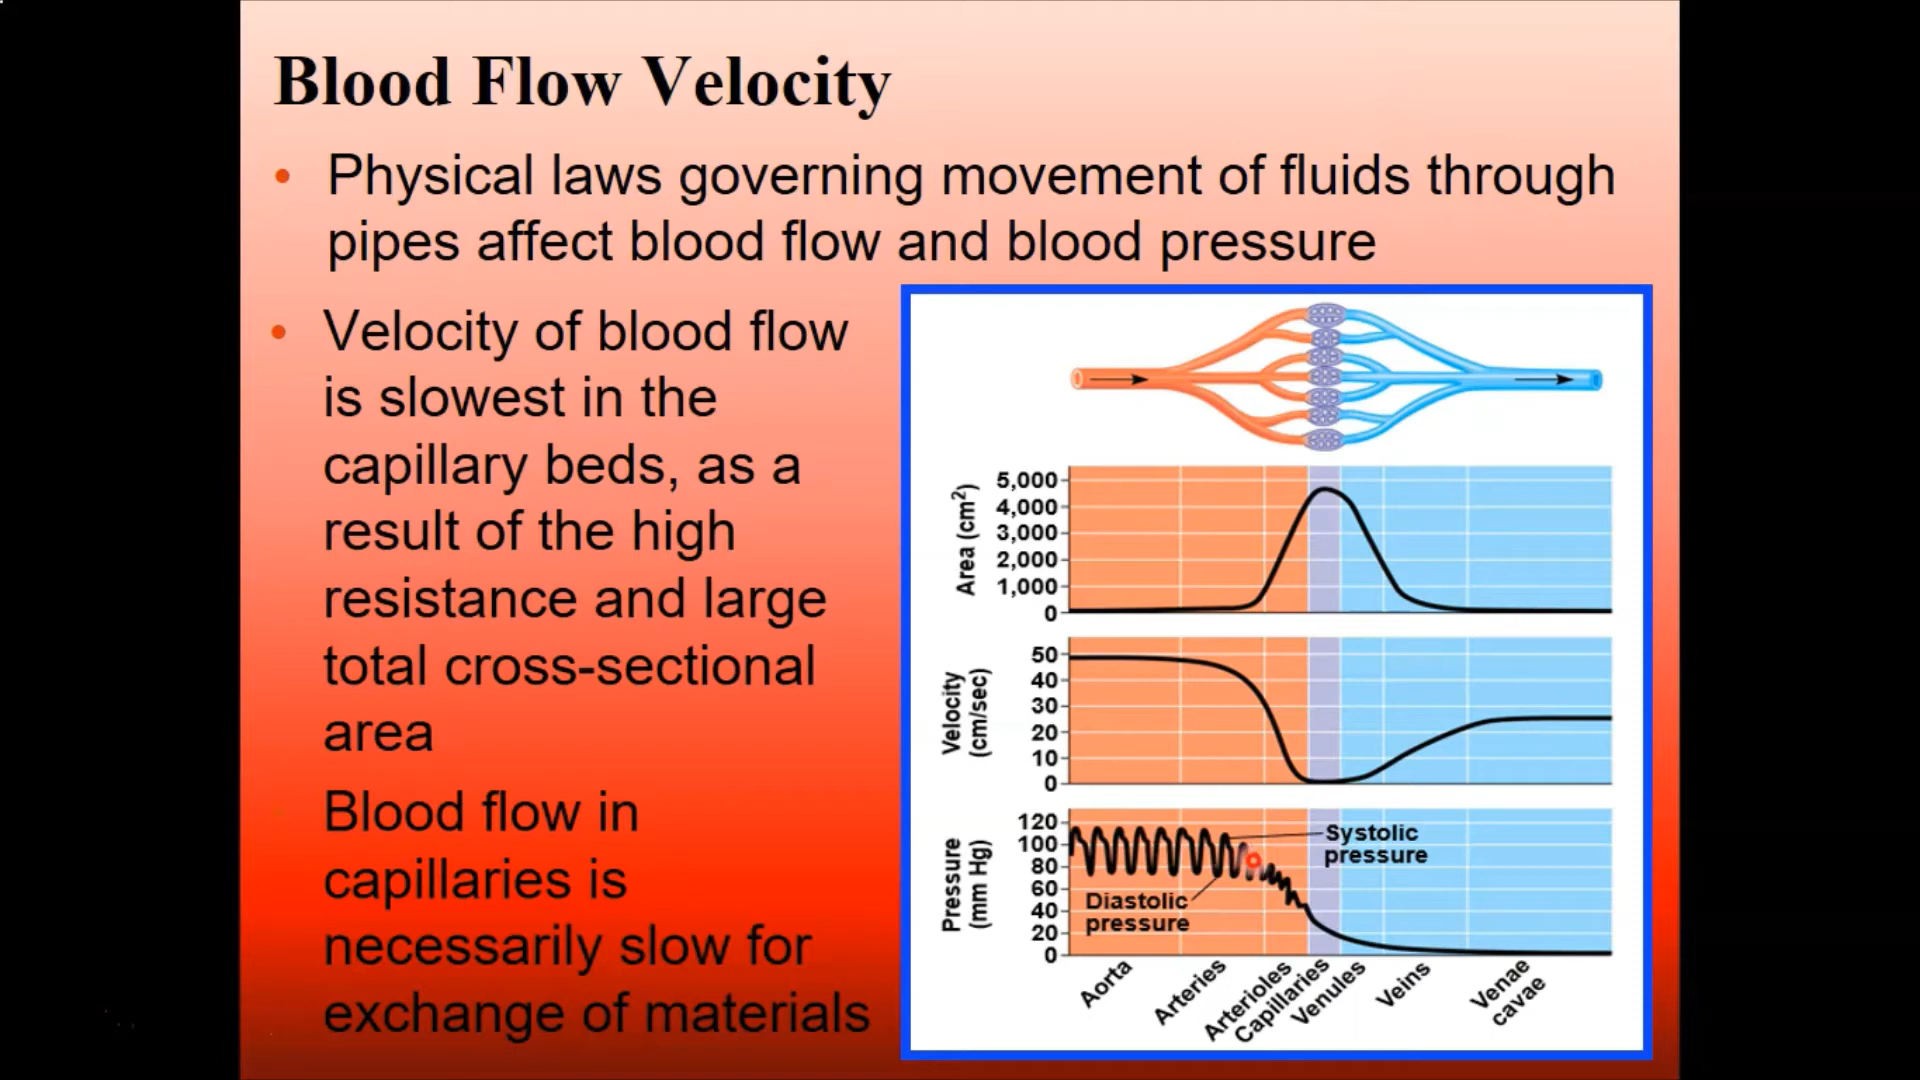 Blood Flow Velocity
• Physical laws governing movement of fluids through
pipes affect blood flow and blood pressure
• Velocity of blood flow
is slowest in the
capillary beds, as a
result of the high
resistance and large
total cross-sectional
area
Blood flow in
capillaries is
necessarily slow for
exchange of materials
Area (cm²)
5,000
4,000
3,000
2,000
1,000
0
Velocity
(cm/sec)
50
40
30
20
10
0
Pressure
(mm Hg)
120
100
80
60
40
20
0
Systolic
pressure
Diastolic
pressure
Aorta
Arteries
Arterioles
Capillaries
Venules
Veins
Venae
cavae